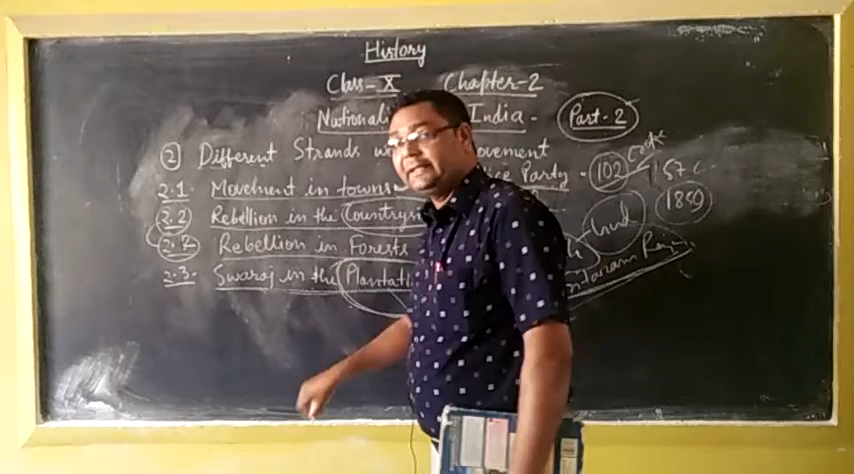 History
Class - X Chapter-2
Nationali India - Part-2
2 Different Strands ovement
2.1. Movement in towns Party - 102 57
2.2 Rebellion in the Countrysi 1859
2.2 Rebellion in Forests
2.3. Swaraj in the Plantati